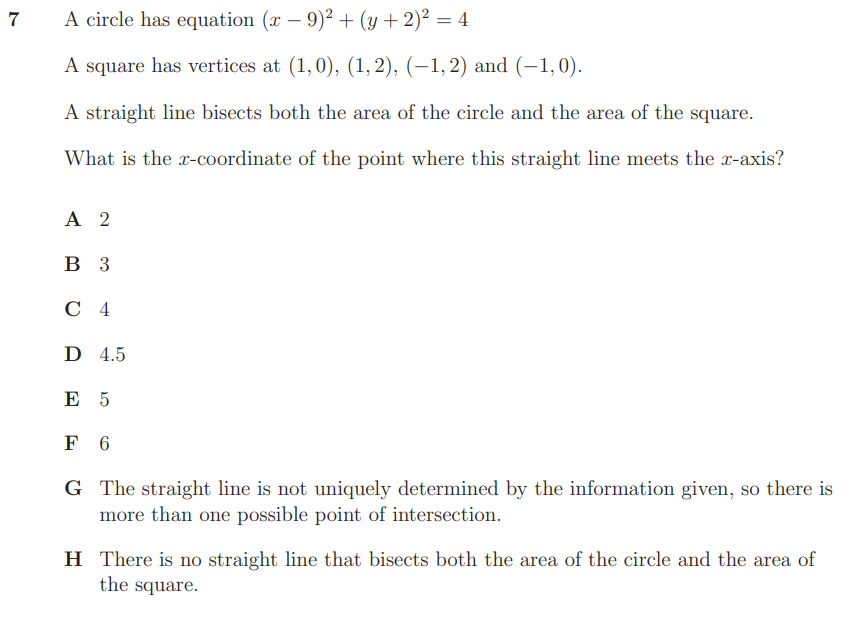 7 A circle has equation (x − 9)² + (y + 2)² = 4
A square has vertices at (1, 0), (1, 2), (−1, 2) and (−1, 0).
A straight line bisects both the area of the circle and the area of the square.
What is the x-coordinate of the point where this straight line meets the x-axis?
A 2
B 3
C 4
D 4.5
E 5
F 6
G The straight line is not uniquely determined by the information given, so there is
more than one possible point of intersection.
H There is no straight line that bisects both the area of the circle and the area of
the square.